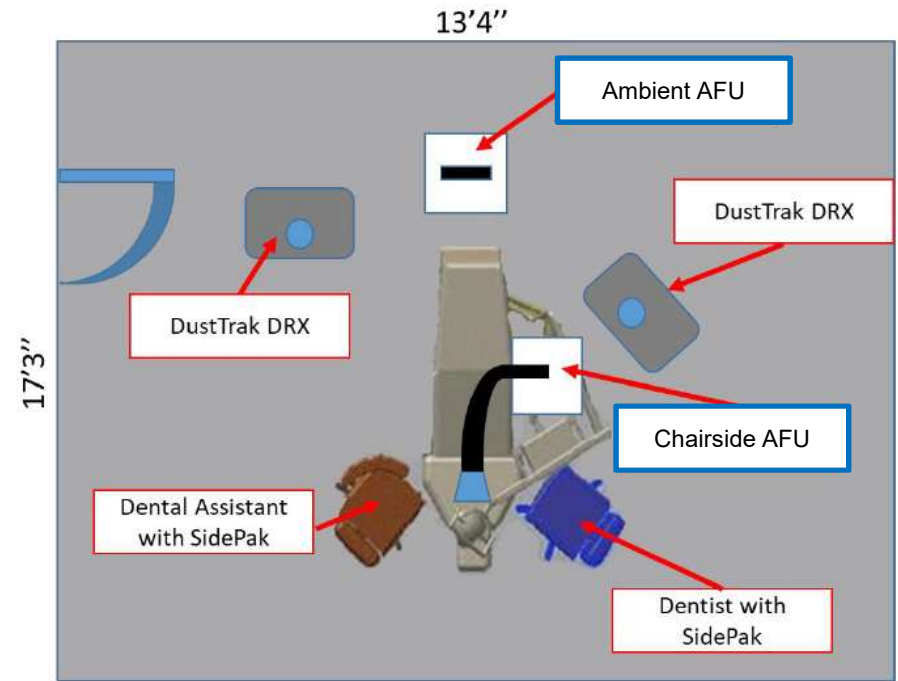 13’4’’
Ambient AFU
DustTrak DRX
DustTrak DRX
17’3’’
Chairside AFU
Dental Assistant
with SidePak
Dentist with
SidePak